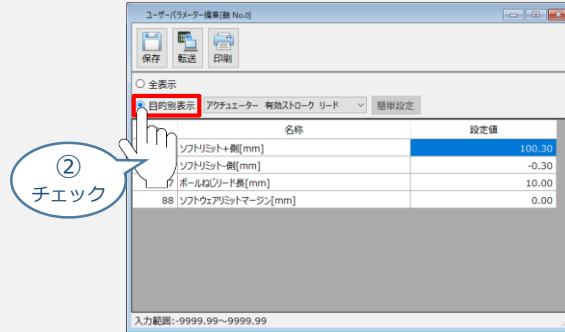 ユーザーパラメーター編集[軸 No.0]
保存 転送 印刷
全表示
目的別表示 アクチュエーター 有効ストローク リード 簡単設定
名称 設定値
ソフトリミット+側[mm] 100.30
ソフトリミット-側[mm] -0.30
7 ボールねじリード長[mm] 10.00
88 ソフトウェアリミットマージン[mm] 0.00
②
チェック
入力範囲:-9999.99~9999.99